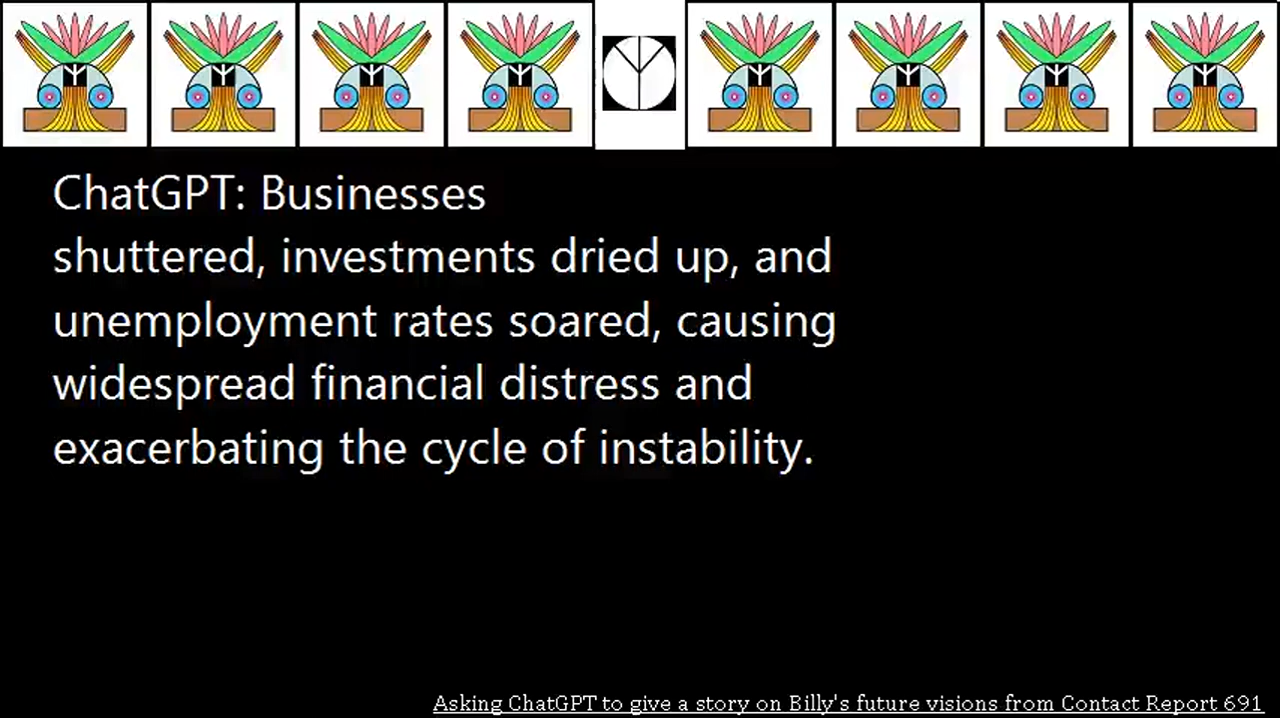 ChatGPT: Businesses
shuttered, investments dried up, and
unemployment rates soared, causing
widespread financial distress and
exacerbating the cycle of instability.
Asking ChatGPT to give a story on Billy's future visions from Contact Report 691